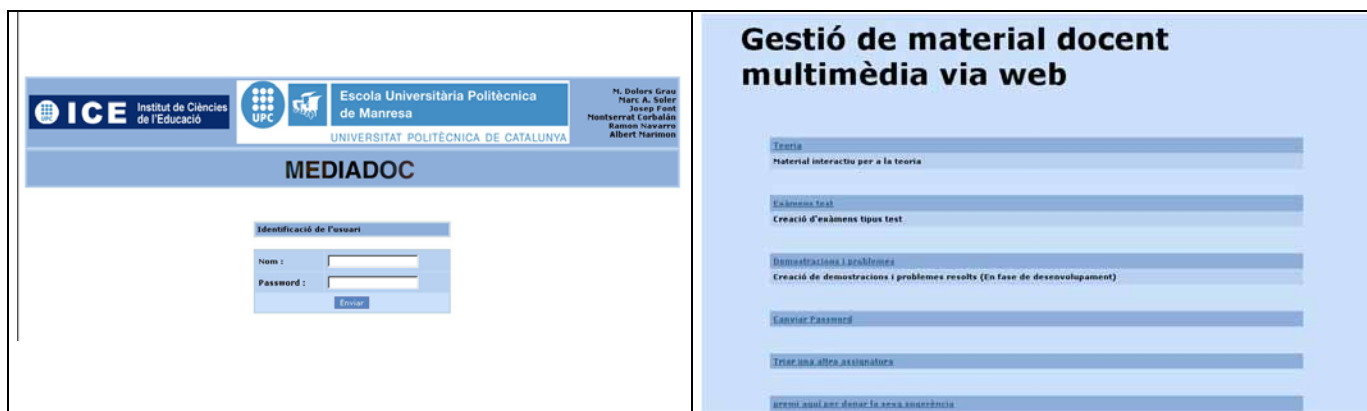 ICE Institut de Ciències
de l'Educació
UPC
Escola Universitària Politècnica
de Manresa
UNIVERSITAT POLITÈCNICA DE CATALUNYA
M. Dolors Grau
Marc A. Soler
Josep Font
Montserrat Corbalán
Ramon Navarro
Albert Marimon
MEDIADOC
Identificació de l'usuari
Nom :
Password :
Enviar
Gestió de material docent
multimèdia via web
Teoria
Material interactiu per a la teoria
Exàmens test
Creació d'exàmens tipus test
Demostracions i problemes
Creació de demostracions i problemes resolts (En fase de desenvolupament)
Canviar Password
Triar una altra assignatura
premi aquí per donar la seva sugerència